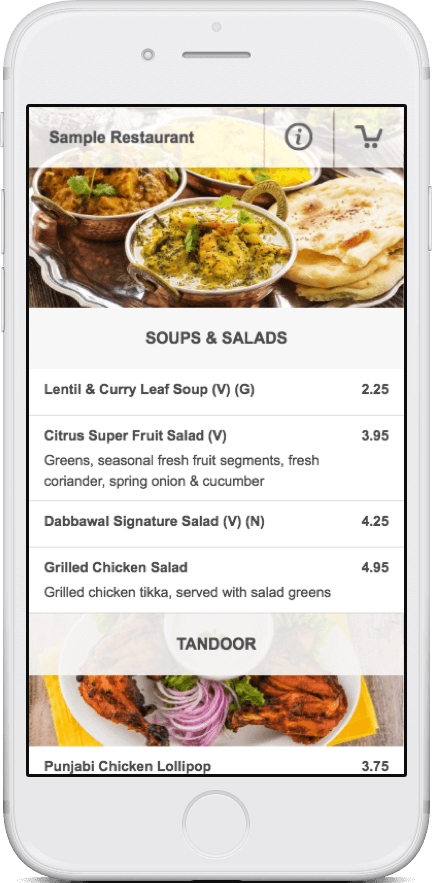 Sample Restaurant
SOUPS & SALADS
Lentil & Curry Leaf Soup (V) (G) 2.25
Citrus Super Fruit Salad (V) 3.95
Greens, seasonal fresh fruit segments, fresh
coriander, spring onion & cucumber
Dabbawal Signature Salad (V) (N) 4.25
Grilled Chicken Salad 4.95
Grilled chicken tikka, served with salad greens
TANDOOR
Punjabi Chicken Lollipop 3.75